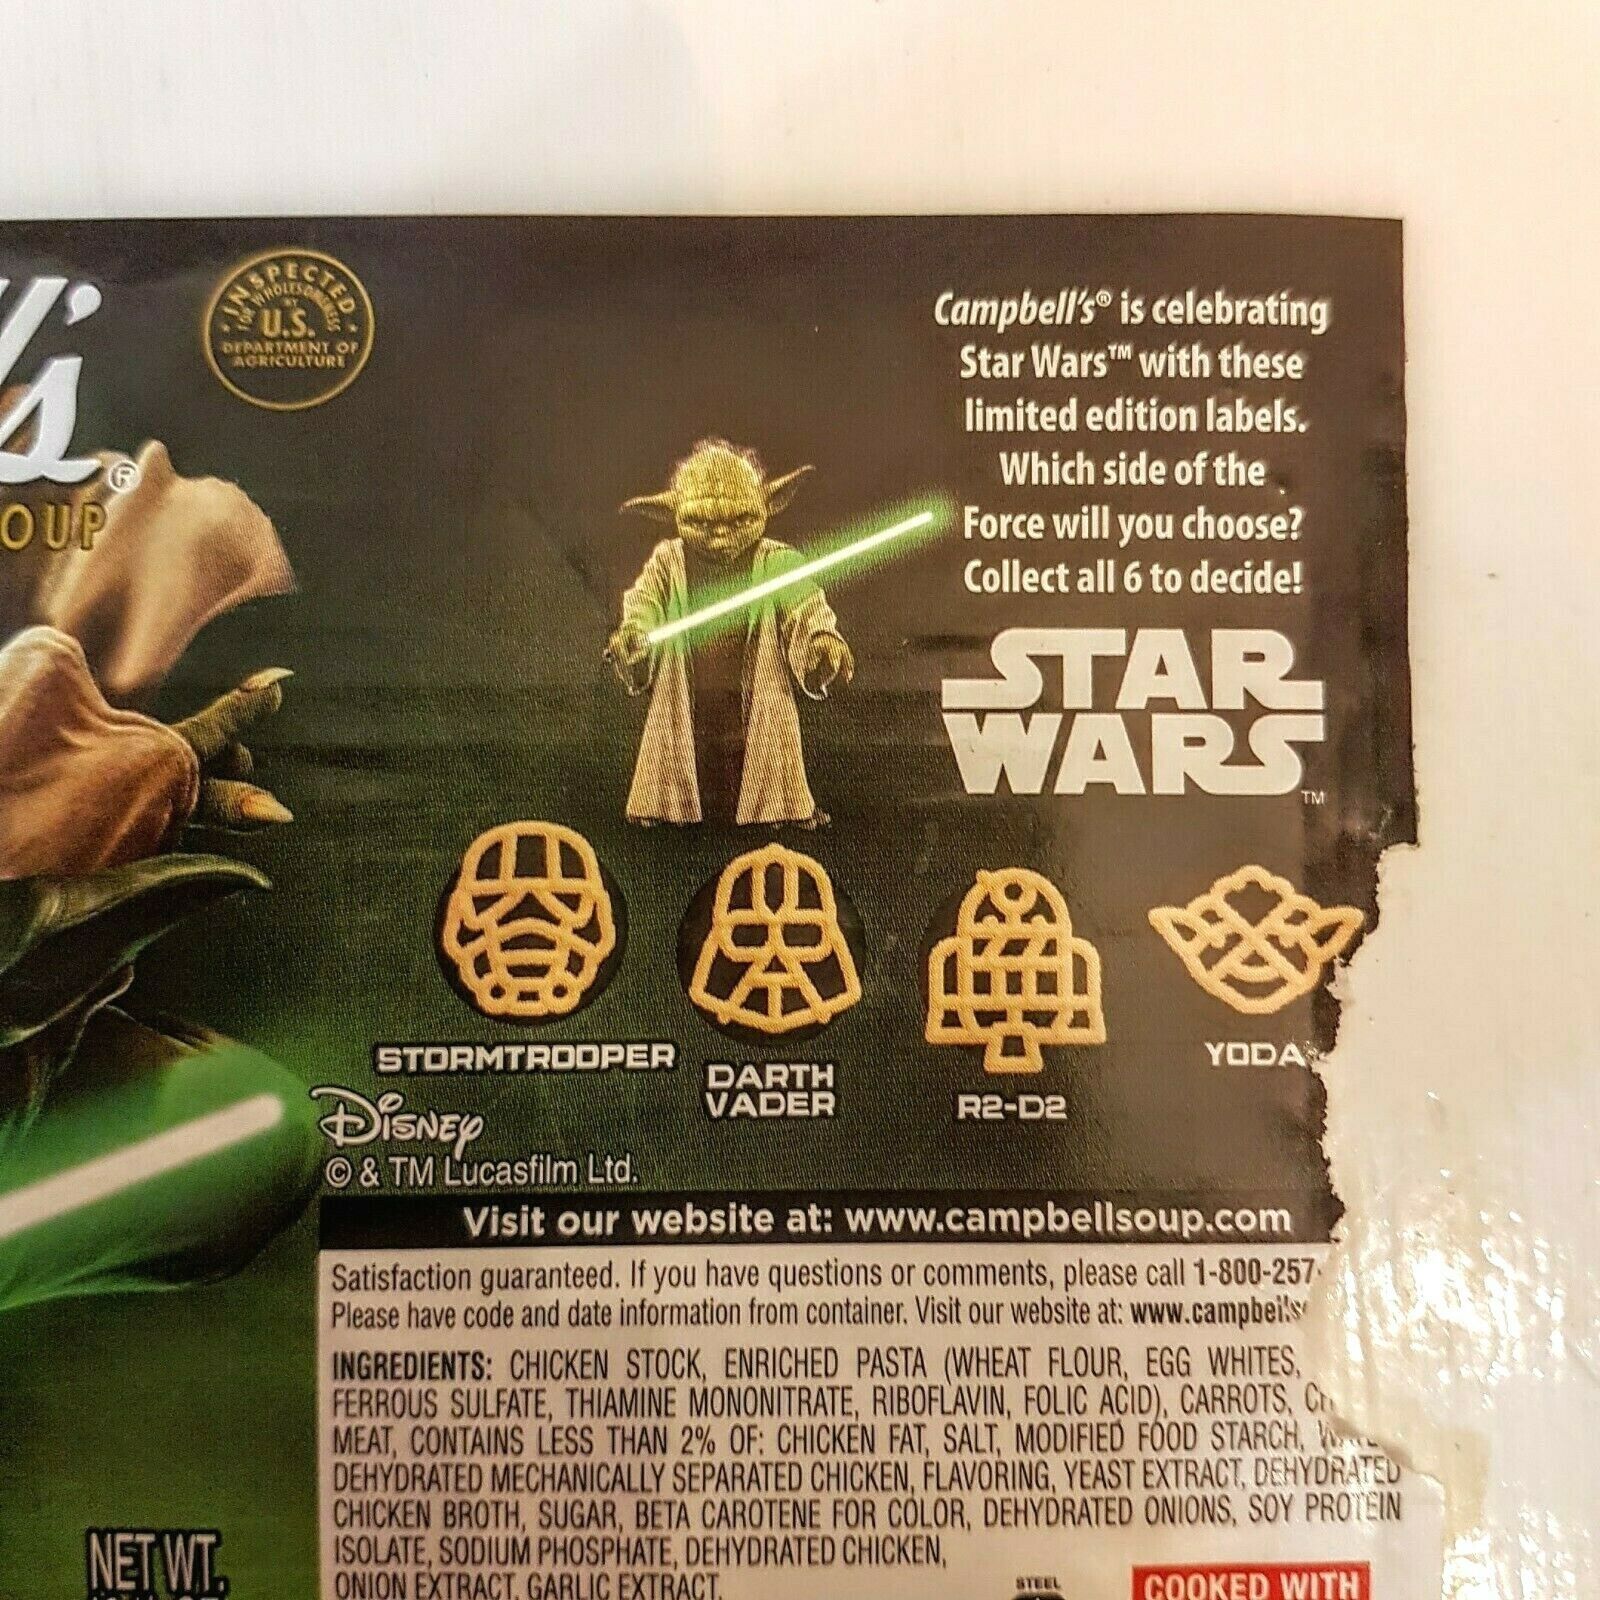 ll's®
OUP
INSPECTED
FOR WHOLESOMENESS
BY
U.S.
DEPARTMENT OF
AGRICULTURE
Campbell's® is celebrating
Star Wars™ with these
limited edition labels.
Which side of the
Force will you choose?
Collect all 6 to decide!
STAR
WARS™
STORMTROOPER
DARTH
VADER
R2-D2
YODA
Disney
© & TM Lucasfilm Ltd.
Visit our website at: www.campbellsoup.com
Satisfaction guaranteed. If you have questions or comments, please call 1-800-257-
Please have code and date information from container. Visit our website at: www.campbells
INGREDIENTS: CHICKEN STOCK, ENRICHED PASTA (WHEAT FLOUR, EGG WHITES,
FERROUS SULFATE, THIAMINE MONONITRATE, RIBOFLAVIN, FOLIC ACID), CARROTS,
MEAT, CONTAINS LESS THAN 2% OF: CHICKEN FAT, SALT, MODIFIED FOOD STARCH,
DEHYDRATED MECHANICALLY SEPARATED CHICKEN, FLAVORING, YEAST EXTRACT, DEHYDRATED
CHICKEN BROTH, SUGAR, BETA CAROTENE FOR COLOR, DEHYDRATED ONIONS, SOY PROTEIN
ISOLATE, SODIUM PHOSPHATE, DEHYDRATED CHICKEN,
ONION EXTRACT, GARLIC EXTRACT.
NET WT.
STEEL
COOKED WITH